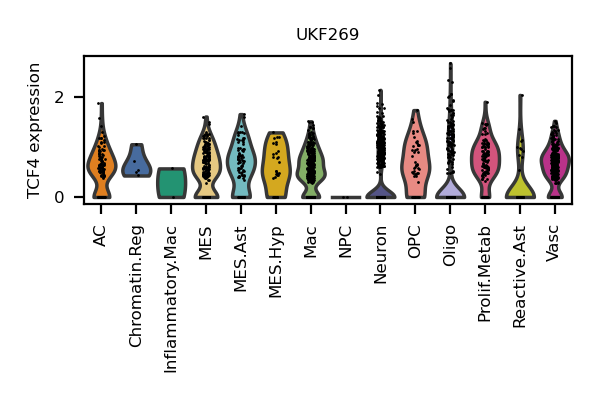 UKF269
TCF4 expression
2
0
AC
Chromatin.Reg
Inflammatory.Mac
MES
MES.Ast
MES.Hyp
Mac
NPC
Neuron
OPC
Oligo
Prolif.Metab
Reactive.Ast
Vasc